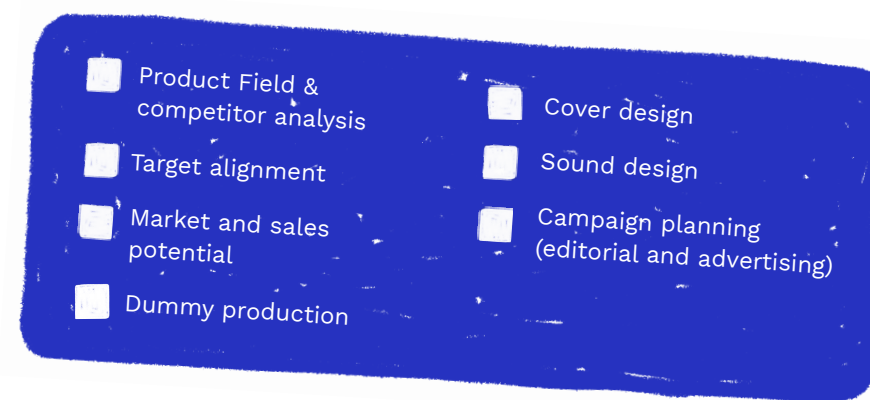 Product Field &
competitor analysis
Target alignment
Market and sales
potential
Dummy production
Cover design
Sound design
Campaign planning
(editorial and advertising)